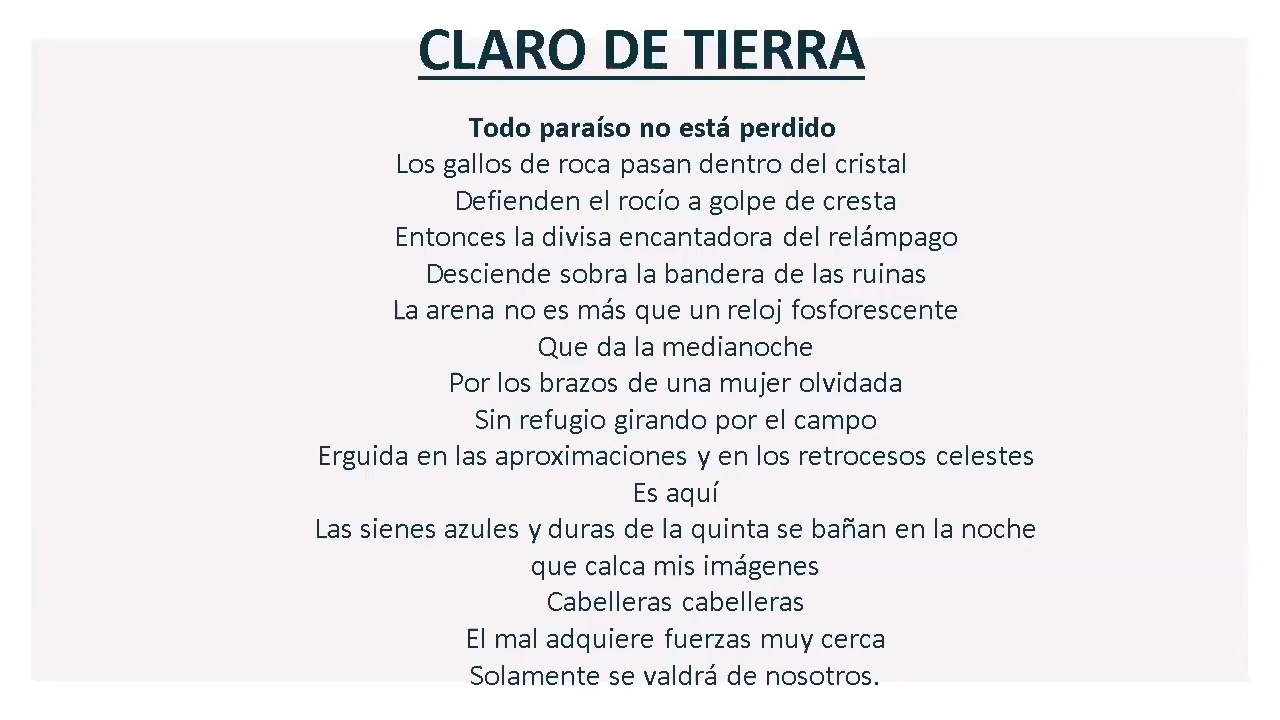 CLARO DE TIERRA
Todo paraíso no está perdido
Los gallos de roca pasan dentro del cristal
Defienden el rocío a golpe de cresta
Entonces la divisa encantadora del relámpago
Desciende sobra la bandera de las ruinas
La arena no es más que un reloj fosforescente
Que da la medianoche
Por los brazos de una mujer olvidada
Sin refugio girando por el campo
Erguida en las aproximaciones y en los retrocesos celestes
Es aquí
Las sienes azules y duras de la quinta se bañan en la noche
que calca mis imágenes
Cabelleras cabelleras
El mal adquiere fuerzas muy cerca
Solamente se valdrá de nosotros.